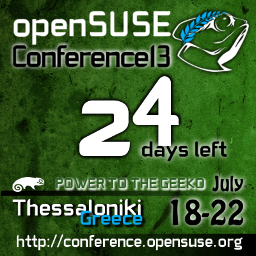 openSUSE
Conference13
24
days left
POWER TO THE GEEKO July
Thessaloniki 18-22
Greece
http://conference.opensuse.org